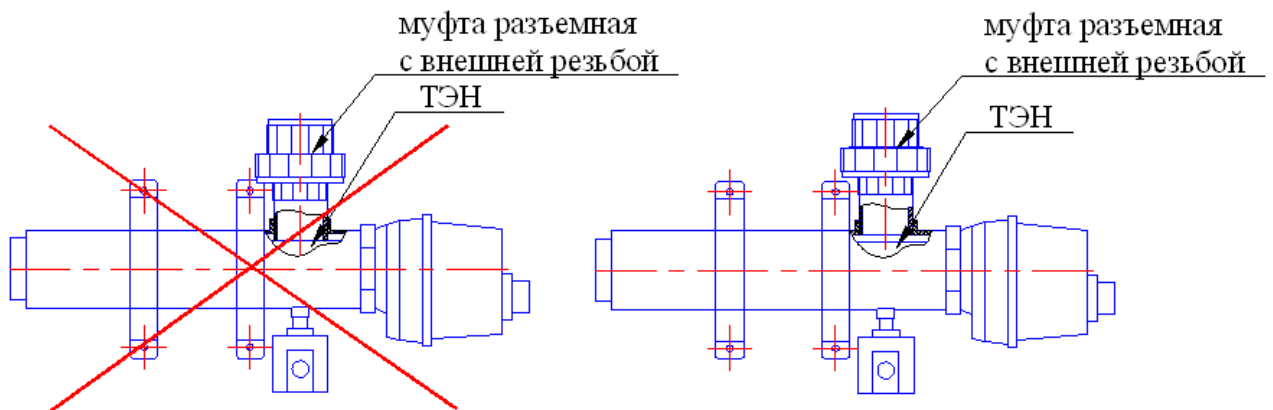 муфта разъемная
с внешней резьбой
ТЭН
муфта разъемная
с внешней резьбой
ТЭН